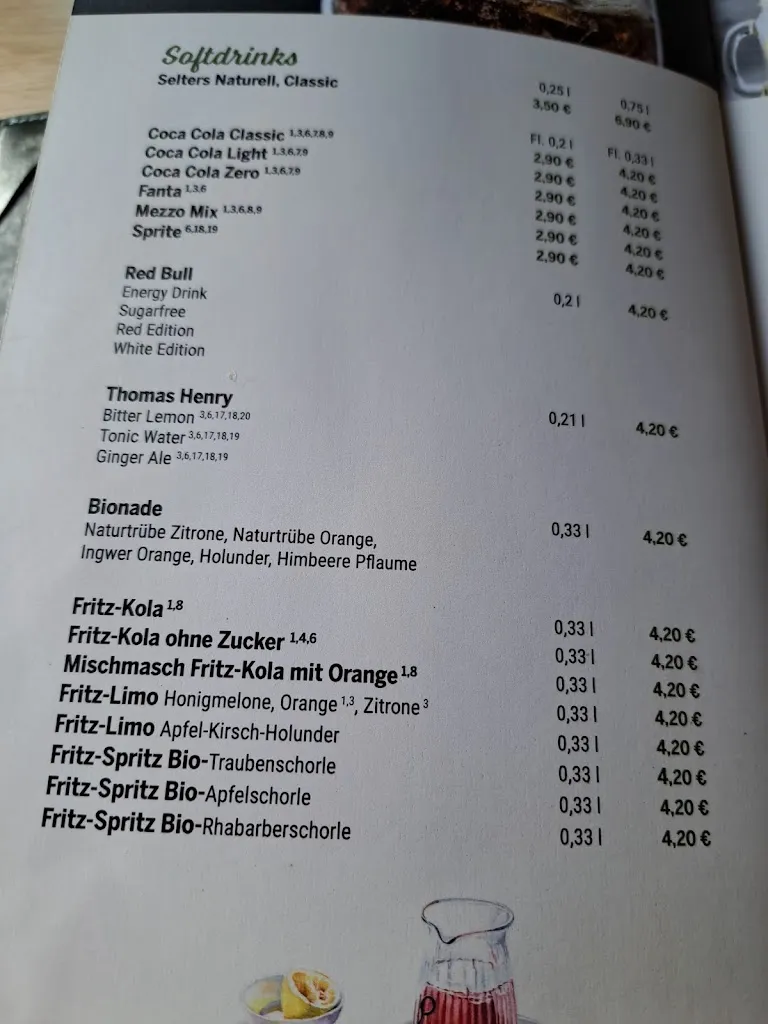 Softdrinks
Selters Naturell, Classic 0,25 l 0,75 l
3,50 € 6,90 €
Fl. 0,2 l Fl. 0,33 l
Coca Cola Classic 1,3,6,7,8,9 2,90 € 4,20 €
Coca Cola Light 1,3,6,7,9 2,90 € 4,20 €
Coca Cola Zero 1,3,6,7,9 2,90 € 4,20 €
Fanta 1,3,6 2,90 € 4,20 €
Mezzo Mix 1,3,6,8,9 2,90 € 4,20 €
Sprite 6,18,19 2,90 € 4,20 €
Red Bull
Energy Drink 0,2 l 4,20 €
Sugarfree
Red Edition
White Edition
Thomas Henry
Bitter Lemon 3,6,17,18,20 0,21 l 4,20 €
Tonic Water 3,6,17,18,19
Ginger Ale 3,6,17,18,19
Bionade
Naturtrübe Zitrone, Naturtrübe Orange, 0,33 l 4,20 €
Ingwer Orange, Holunder, Himbeere Pflaume
Fritz-Kola 1,8 0,33 l 4,20 €
Fritz-Kola ohne Zucker 1,4,6 0,33 l 4,20 €
Mischmasch Fritz-Kola mit Orange 1,8 0,33 l 4,20 €
Fritz-Limo Honigmelone, Orange 1,3, Zitrone 3 0,33 l 4,20 €
Fritz-Limo Apfel-Kirsch-Holunder 0,33 l 4,20 €
Fritz-Spritz Bio-Traubenschorle 0,33 l 4,20 €
Fritz-Spritz Bio-Apfelschorle 0,33 l 4,20 €
Fritz-Spritz Bio-Rhabarberschorle 0,33 l 4,20 €